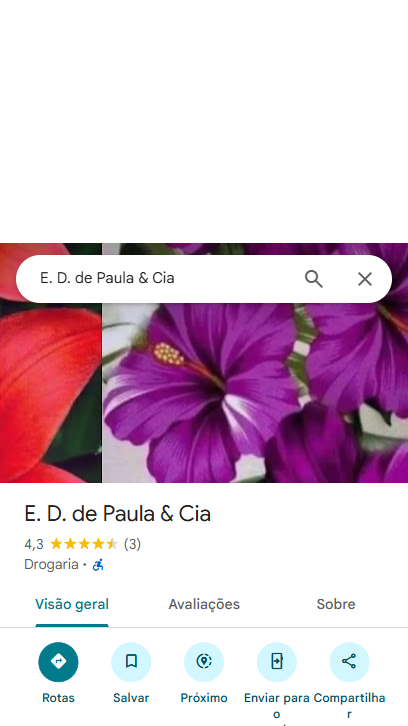 E. D. de Paula & Cia
E. D. de Paula & Cia
4,3 (3)
Drogaria ·
Visão geral
Avaliações
Sobre
Rotas
Salvar
Próximo
Enviar para
o
Compartilha
r